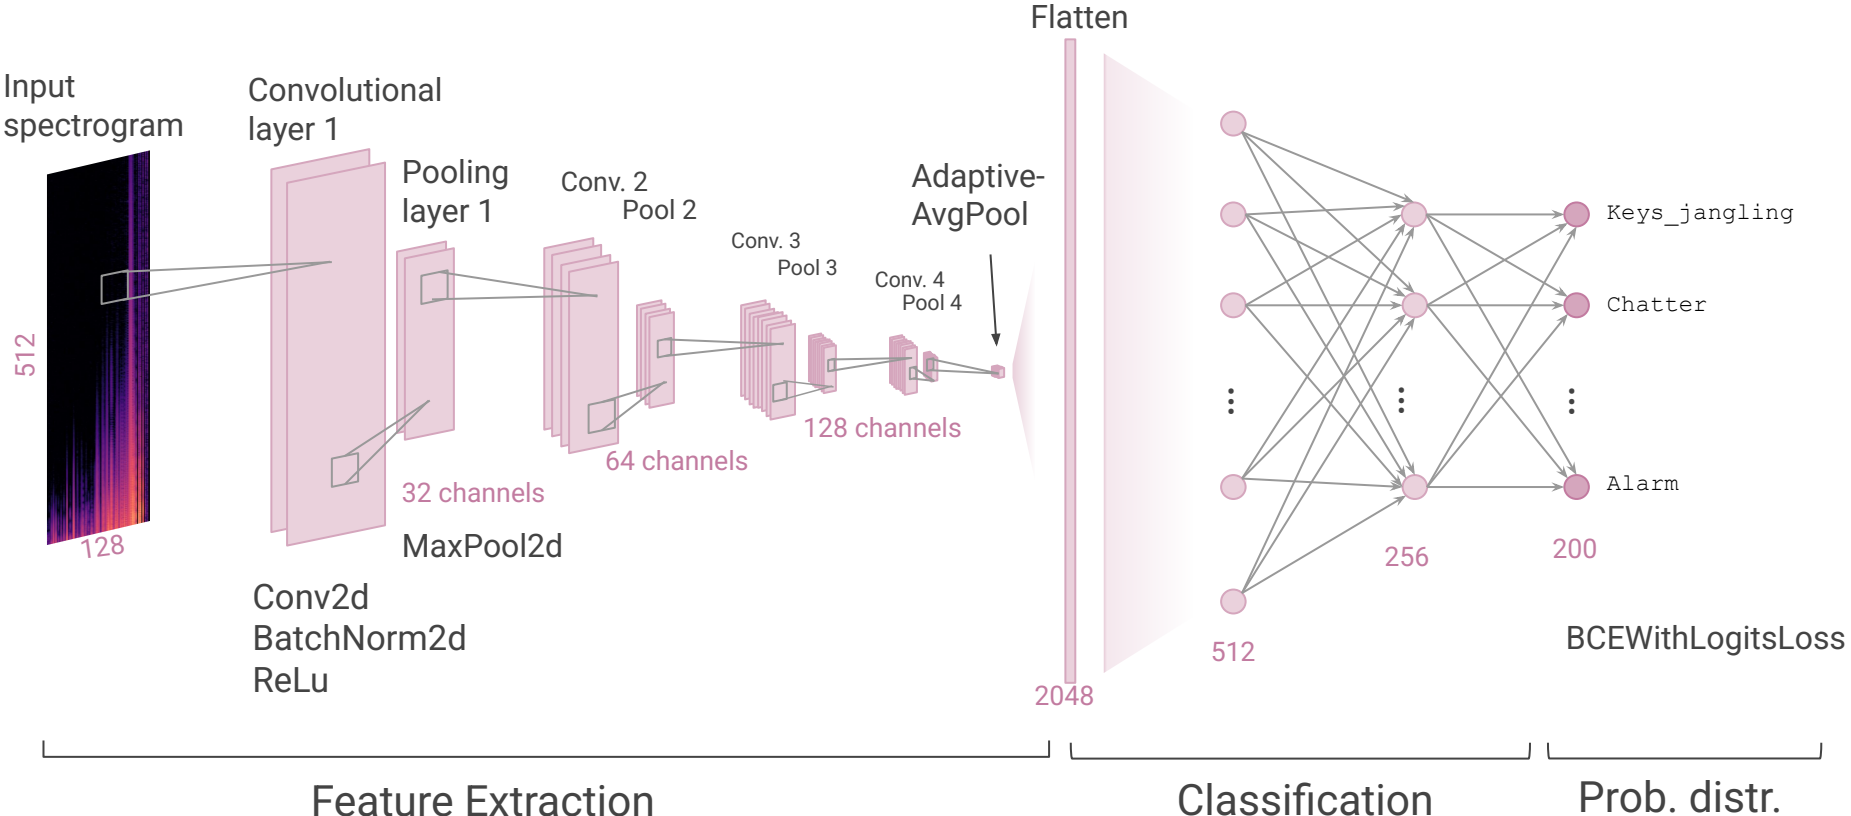 Flatten
Input
spectrogram
Convolutional
layer 1
Pooling
layer 1
Conv. 2
Pool 2
Conv. 3
Pool 3
Conv. 4
Pool 4
Adaptive-
AvgPool
512
128
32 channels
64 channels
128 channels
MaxPool2d
Conv2d
BatchNorm2d
ReLu
2048
512
256
200
Keys_jangling
Chatter
Alarm
BCEWithLogitsLoss
Feature Extraction
Classification
Prob. distr.